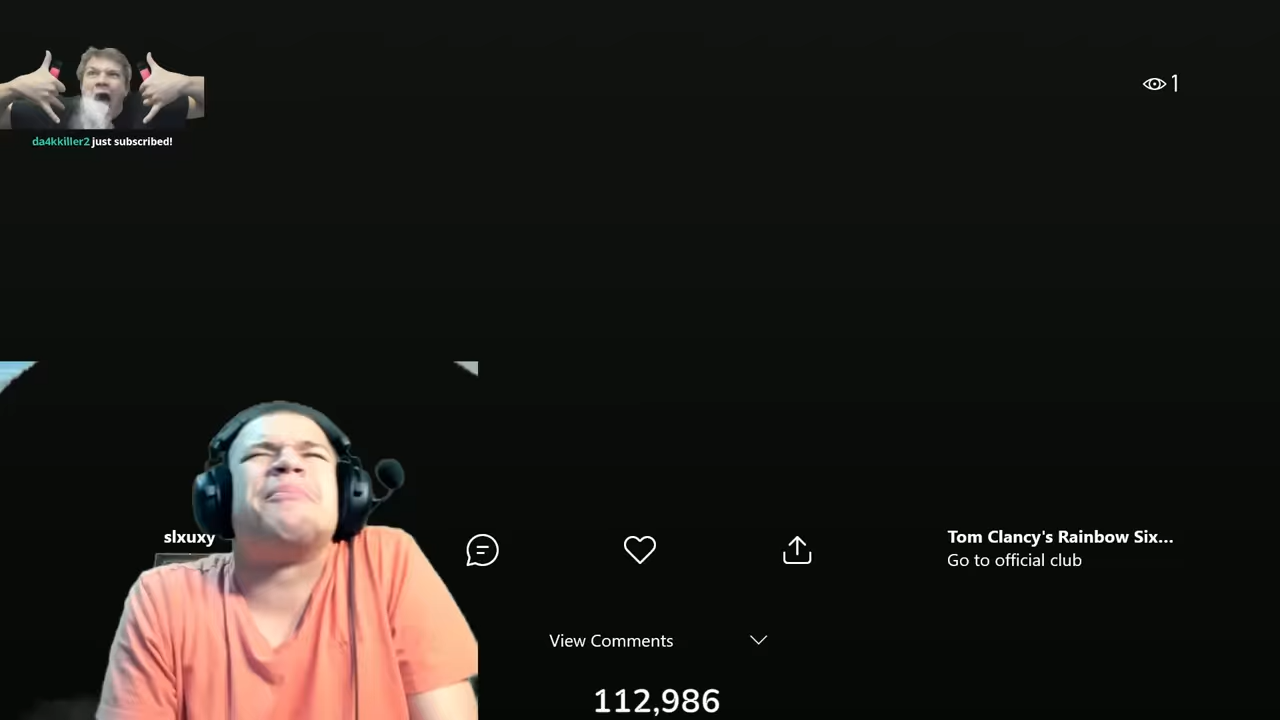 1
da4kkiller2 just subscribed!
slxuxy
Tom Clancy's Rainbow Six...
Go to official club
View Comments
112,986